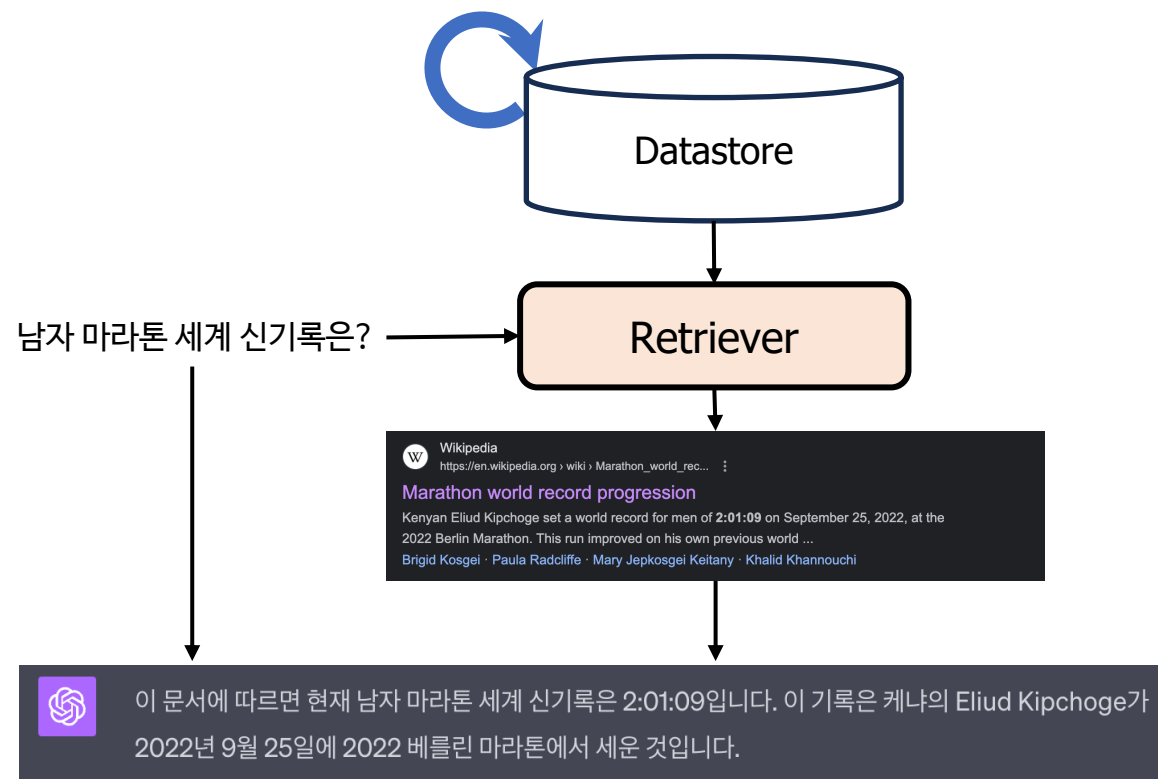 Datastore
남자 마라톤 세계 신기록은?
Retriever
W
Wikipedia
https://en.wikipedia.org › wiki › Marathon_world_rec...
Marathon world record progression
Kenyan Eliud Kipchoge set a world record for men of 2:01:09 on September 25, 2022, at the
2022 Berlin Marathon. This run improved on his own previous world ...
Brigid Kosgei · Paula Radcliffe · Mary Jepkosgei Keitany · Khalid Khannouchi
이 문서에 따르면 현재 남자 마라톤 세계 신기록은 2:01:09입니다. 이 기록은 케냐의 Eliud Kipchoge가
2022년 9월 25일에 2022 베를린 마라톤에서 세운 것입니다.